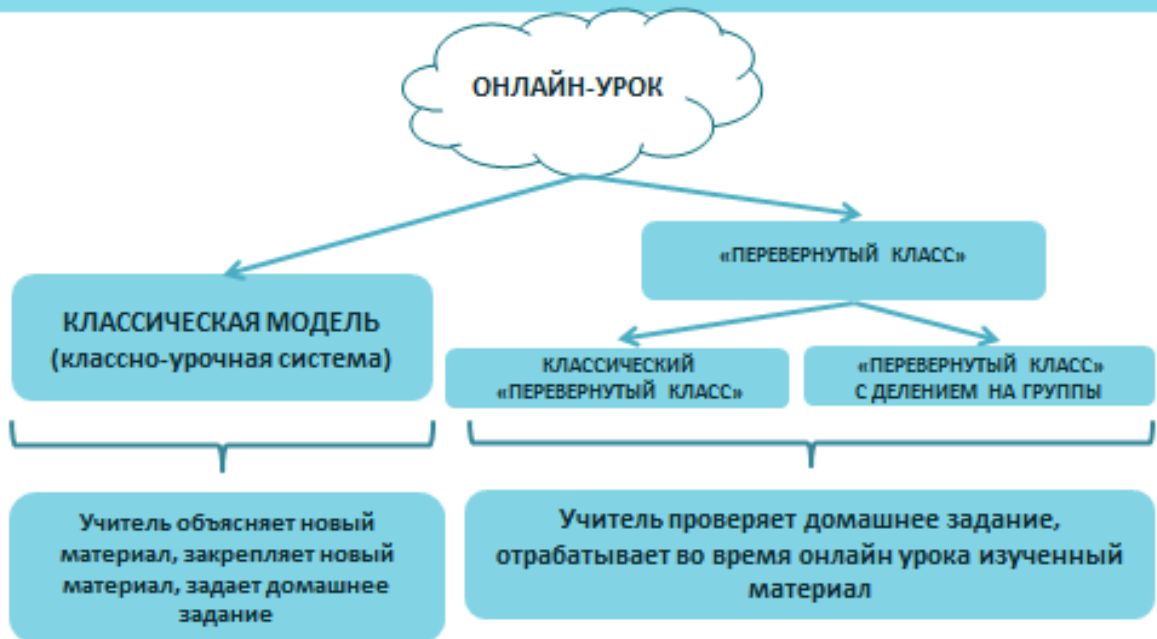 ОНЛАЙН-УРОК
«ПЕРЕВЕРНУТЫЙ КЛАСС»
КЛАССИЧЕСКАЯ МОДЕЛЬ
(классно-урочная система)
КЛАССИЧЕСКИЙ
«ПЕРЕВЕРНУТЫЙ КЛАСС»
«ПЕРЕВЕРНУТЫЙ КЛАСС»
С ДЕЛЕНИЕМ НА ГРУППЫ
Учитель объясняет новый
материал, закрепляет новый
материал, задает домашнее
задание
Учитель проверяет домашнее задание,
отрабатывает во время онлайн урока изученный
материал